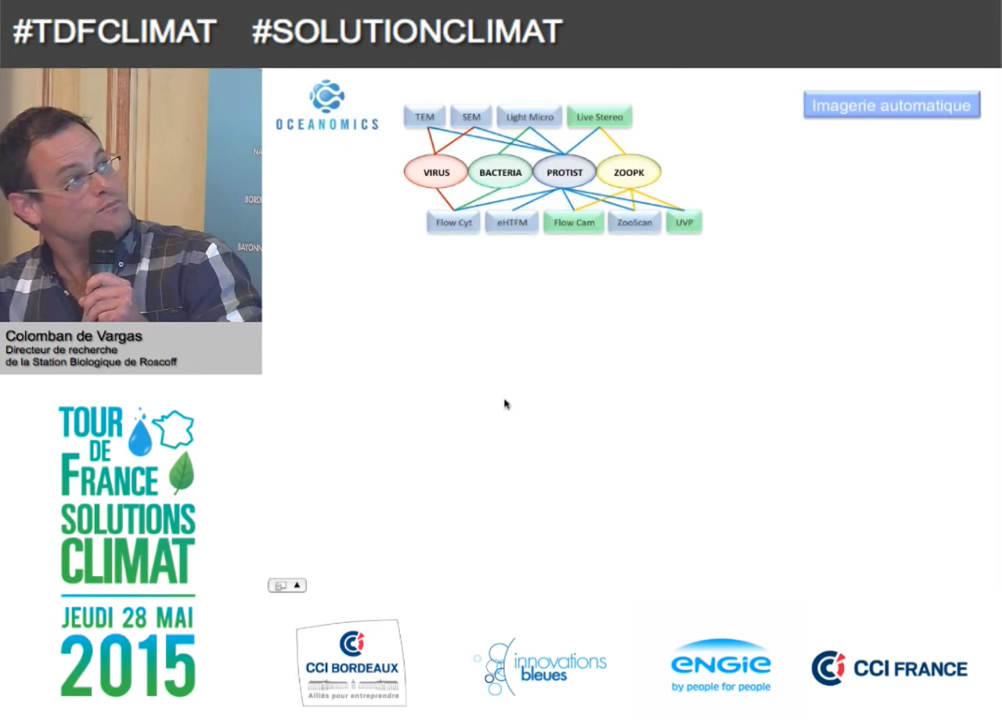 #TDFCLIMAT #SOLUTIONCLIMAT
NA
BORD
BAYONN
Colomban de Vargas
Directeur de recherche
de la Station Biologique de Roscoff
OCEANOMICS
Imagerie automatique
TEM SEM Light Micro Live Stereo
VIRUS BACTERIA PROTIST ZOOPK
Flow Cyt eHTFM Flow Cam ZooScan UVP
TOUR
DE
FRANCE
SOLUTIONS
CLIMAT
JEUDI 28 MAI
2015
CCI BORDEAUX
Alliés pour entreprendre
innovations
bleues
ENGIE
by people for people
CCI FRANCE